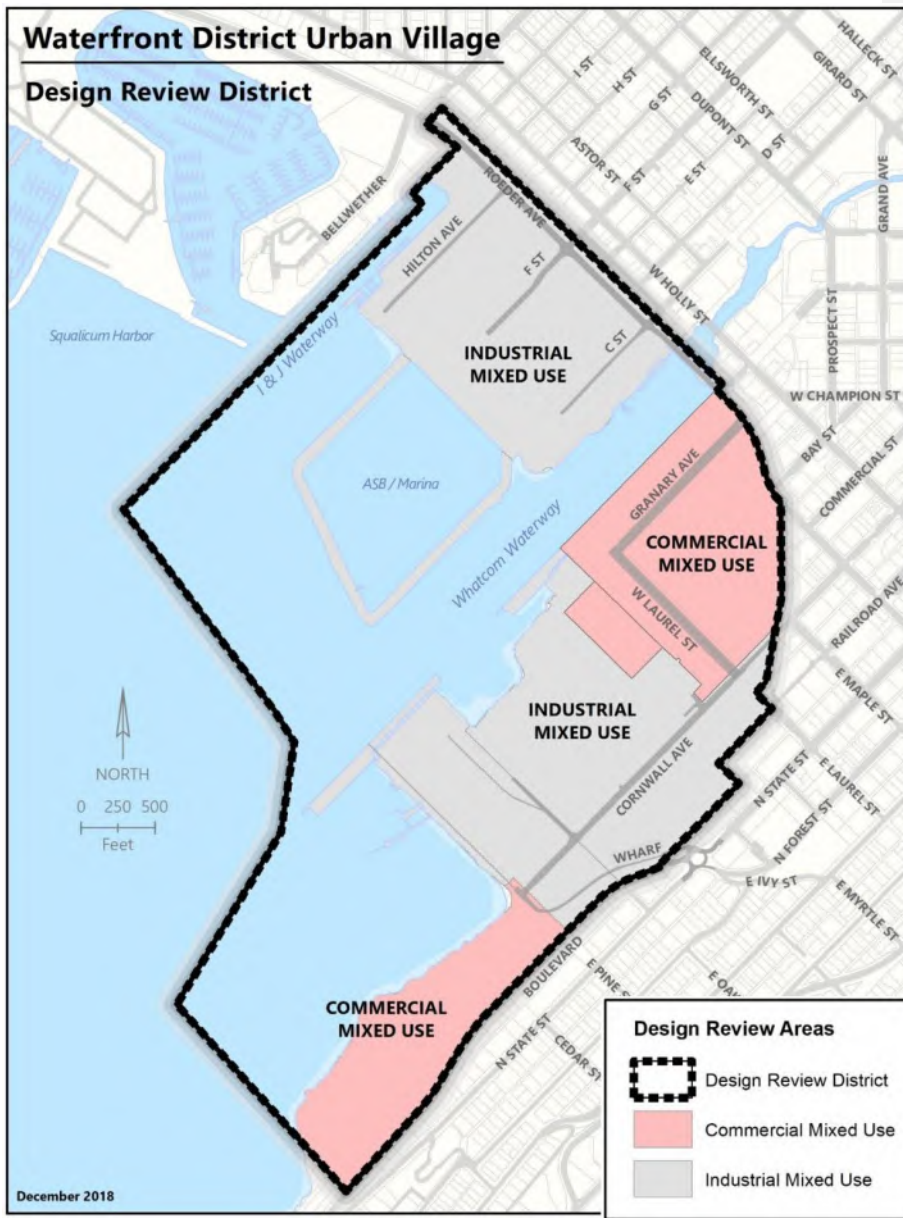 Waterfront District Urban Village
Design Review District
HALLECK ST
GIRARD ST
ELLSWORTH ST
DUPONT ST
I ST
H ST
G ST
D ST
ASTOR ST
F ST
E ST
GRAND AVE
BELLWETHER
ROEDER AVE
HILTON AVE
F ST
C ST
W HOLLY ST
PROSPECT ST
Squalicum Harbor
I & J Waterway
INDUSTRIAL
MIXED USE
W CHAMPION ST
BAY ST
COMMERCIAL ST
ASB / Marina
GRANARY AVE
Whatcom Waterway
COMMERCIAL
MIXED USE
W LAUREL ST
RAILROAD AVE
E MAPLE ST
INDUSTRIAL
MIXED USE
CORNWALL AVE
NORTH
0 250 500
Feet
N STATE ST
E LAUREL ST
N FOREST ST
WHARF
E IVY ST
E MYRTLE ST
BOULEVARD
E PINE S
E OAK
N STATE ST
CEDAR ST
COMMERCIAL
MIXED USE
Design Review Areas
Design Review District
Commercial Mixed Use
Industrial Mixed Use
December 2018